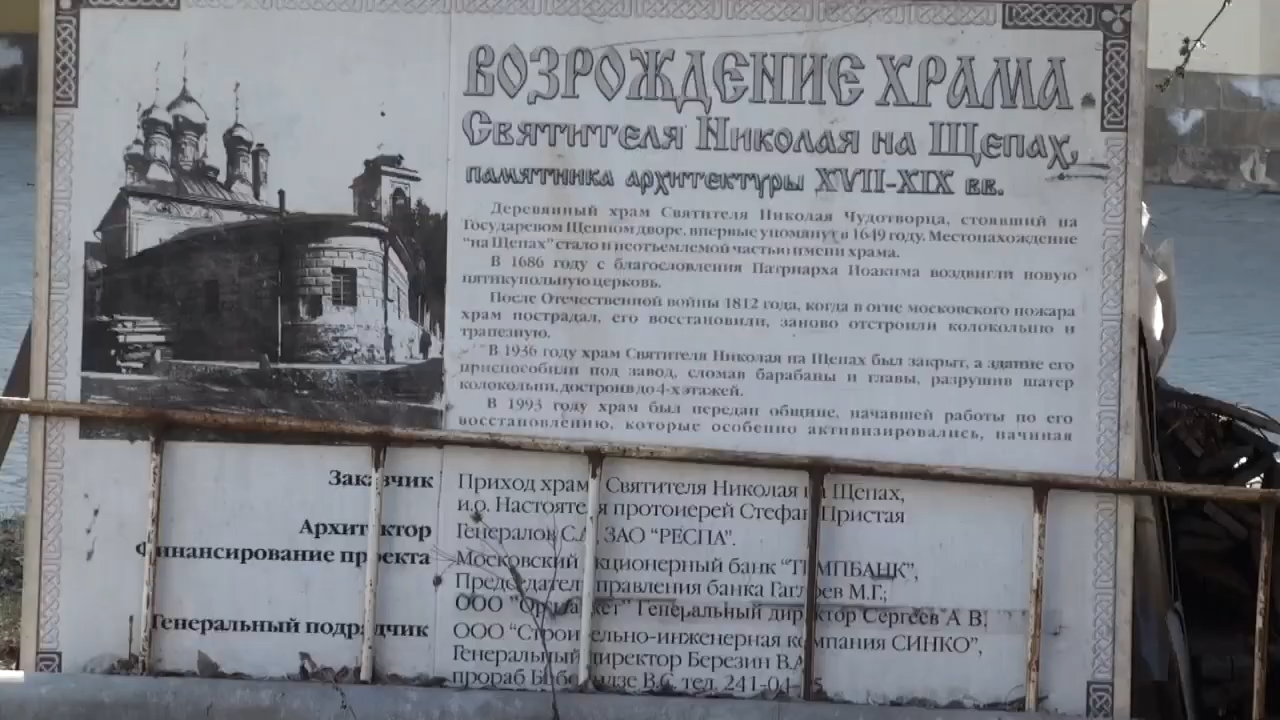 ВОЗРОЖДЕНИЕ ХРАМА
Святителя Николая на Щепах,
памятника архитектуры XVII-XIX вв.
Деревянный храм Святителя Николая Чудотворца, стоявший на
Государевом Щепном дворе, впервые упомянут в 1649 году. Местонахождение
"на Щепах" стало и неотъемлемой частью имени храма.
В 1686 году с благословления Патриарха Иоакима воздвигли новую
пятикупольную церковь.
После Отечественной войны 1812 года, когда в огне московского пожара
храм пострадал, его восстановили, заново отстроили колокольню и
трапезную.
В 1936 году храм Святителя Николая на Щепах был закрыт, а здание его
приспособили под завод, сломав барабаны и главы, разрушив шатер
колокольни, достроив до 4-х этажей.
В 1993 году храм был передан общине, начавшей работы по его
восстановлению, которые особенно активизировались, начиная
Заказчик Приход храма Святителя Николая на Щепах,
и.о. Настоятеля протоиерей Стефан Пристая
Архитектор Генералов С.А. ЗАО "РЕСПА".
Финансирование проекта Московский акционерный банк "ТЕМПБАНК",
Председатель правления банка Гаглоев М.Г.;
ООО Генеральный директор Сергеев А В;
Генеральный подрядчик ООО "Строительно-инженерная компания СИНКО",
Генеральный директор Березин В.А
прораб В.С. тел.